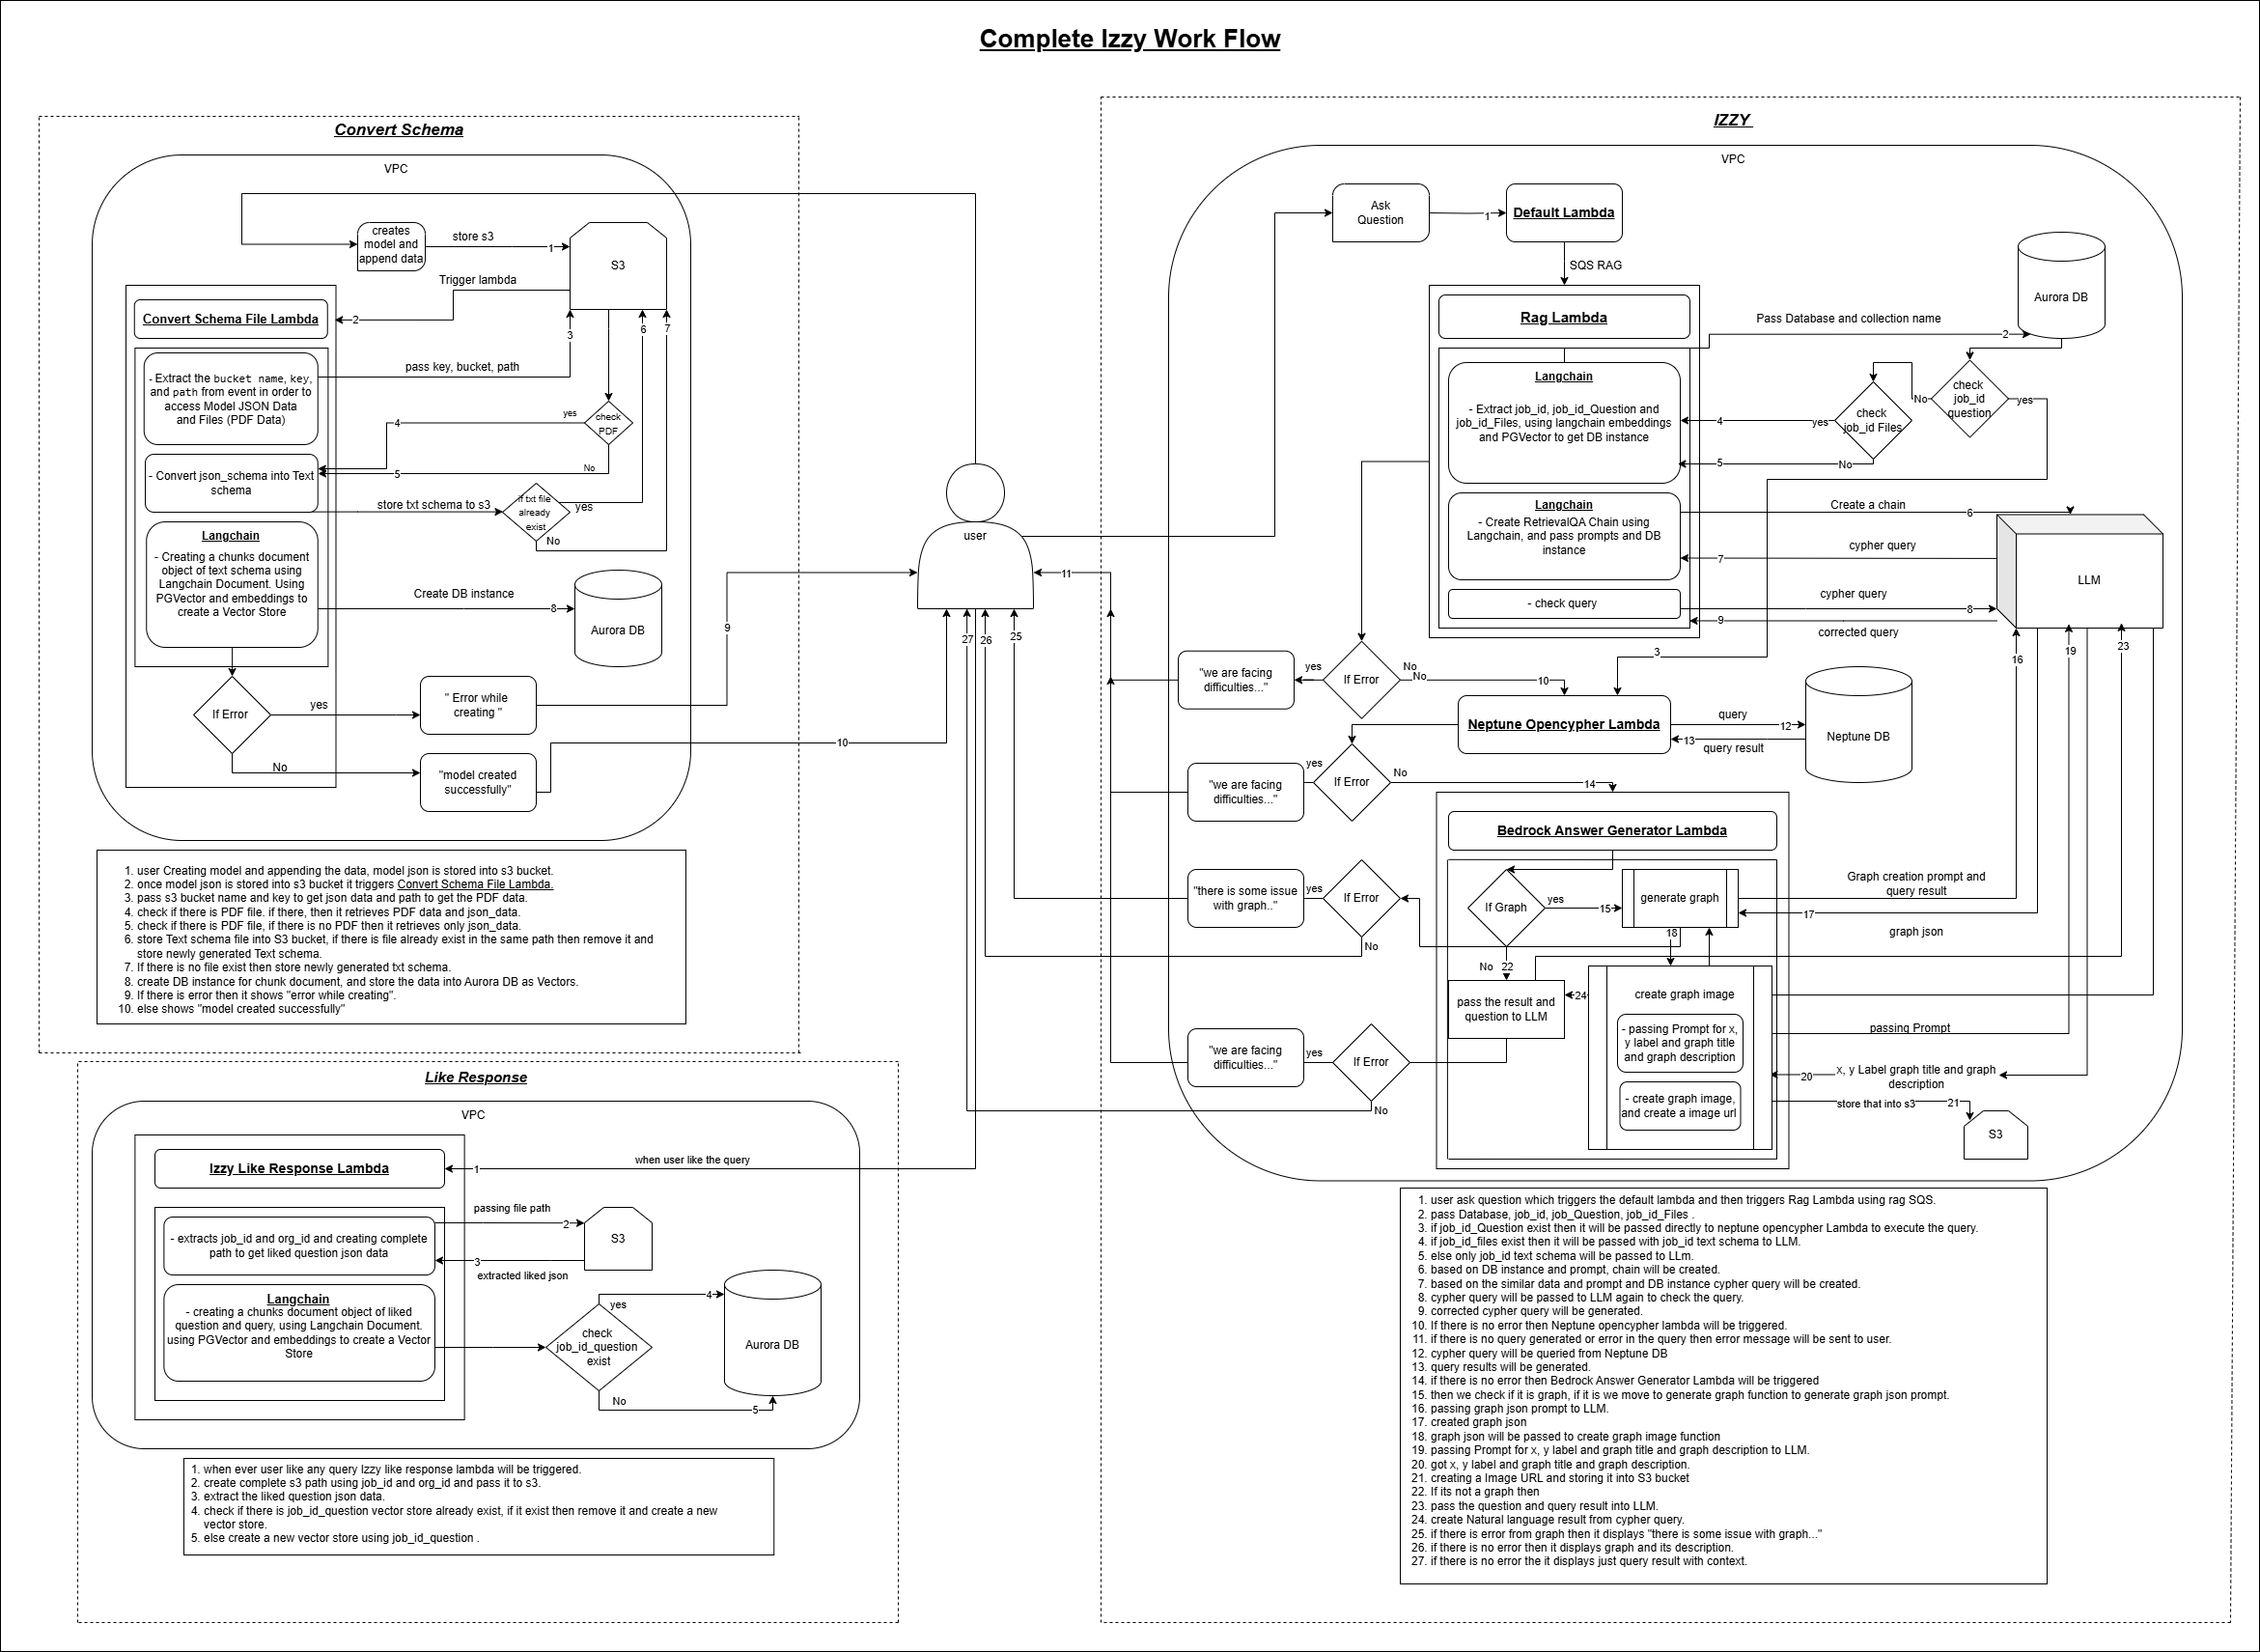 Complete Izzy Work Flow
Convert Schema
VPC
creates
model and
append data
store s3
1
S3
Trigger lambda
2
Convert Schema File Lambda
3
6
7
- Extract the bucket name, key,
and path from event in order to
access Model JSON Data
and Files (PDF Data)
pass key, bucket, path
yes
4
check
PDF
No
5
- Convert json_schema into Text
schema
store txt schema to s3
if txt file
already
exist
yes
No
Langchain
- Creating a chunks document
object of text schema using
Langchain Document. Using
PGVector and embeddings to
create a Vector Store
Create DB instance
8
Aurora DB
9
If Error
yes
" Error while
creating "
No
"model created
successfully"
10
1. user Creating model and appending the data, model json is stored into s3 bucket.
2. once model json is stored into s3 bucket it triggers Convert Schema File Lambda.
3. pass s3 bucket name and key to get json data and path to get the PDF data.
4. check if there is PDF file. if there, then it retrieves PDF data and json_data.
5. check if there is PDF file, if there is no PDF then it retrieves only json_data.
6. store Text schema file into S3 bucket, if there is file already exist in the same path then remove it and
store newly generated Text schema.
7. If there is no file exist then store newly generated txt schema.
8. create DB instance for chunk document, and store the data into Aurora DB as Vectors.
9. If there is error then it shows "error while creating".
10. else shows "model created successfully"
user
11
27
26
25
Like Response
VPC
Izzy Like Response Lambda
1
when user like the query
passing file path
2
- extracts job_id and org_id and creating complete
path to get liked question json data
S3
3
extracted liked json
Langchain
- creating a chunks document object of liked
question and query, using Langchain Document.
using PGVector and embeddings to create a Vector
Store
yes
4
check
job_id_question
exist
Aurora DB
No
5
1. when ever user like any query Izzy like response lambda will be triggered.
2. create complete s3 path using job_id and org_id and pass it to s3.
3. extract the liked question json data.
4. check if there is job_id_question vector store already exist, if it exist then remove it and create a new
vector store.
5. else create a new vector store using job_id_question .
IZZY
VPC
Ask
Question
1
Default Lambda
SQS RAG
Rag Lambda
Pass Database and collection name
2
Aurora DB
Langchain
- Extract job_id, job_id_Question and
job_id_Files, using langchain embeddings
and PGVector to get DB instance
check
job_id
question
No
yes
check
job_id Files
yes
4
No
5
Langchain
- Create RetrievalQA Chain using
Langchain, and pass prompts and DB
instance
Create a chain
6
cypher query
7
LLM
- check query
cypher query
8
9
corrected query
3
16
19
23
"we are facing
difficulties..."
yes
If Error
No
No
10
Neptune Opencypher Lambda
query
12
13
query result
Neptune DB
"we are facing
difficulties..."
yes
If Error
No
14
Bedrock Answer Generator Lambda
"there is some issue
with graph.."
yes
If Error
No
If Graph
yes
15
generate graph
Graph creation prompt and
query result
17
graph json
18
No
22
pass the result and
question to LLM
24
create graph image
- passing Prompt for x,
y label and graph title
and graph description
passing Prompt
- create graph image,
and create a image url
20
x, y Label graph title and graph
description
store that into s3
21
S3
"we are facing
difficulties..."
yes
If Error
No
1. user ask question which triggers the default lambda and then triggers Rag Lambda using rag SQS.
2. pass Database, job_id, job_Question, job_id_Files .
3. if job_id_Question exist then it will be passed directly to neptune opencypher Lambda to execute the query.
4. if job_id_files exist then it will be passed with job_id text schema to LLM.
5. else only job_id text schema will be passed to LLm.
6. based on DB instance and prompt, chain will be created.
7. based on the similar data and prompt and DB instance cypher query will be created.
8. cypher query will be passed to LLM again to check the query.
9. corrected cypher query will be generated.
10. If there is no error then Neptune opencypher lambda will be triggered.
11. if there is no query generated or error in the query then error message will be sent to user.
12. cypher query will be queried from Neptune DB
13. query results will be generated.
14. if there is no error then Bedrock Answer Generator Lambda will be triggered
15. then we check if it is graph, if it is we move to generate graph function to generate graph json prompt.
16. passing graph json prompt to LLM.
17. created graph json
18. graph json will be passed to create graph image function
19. passing Prompt for x, y label and graph title and graph description to LLM.
20. got x, y label and graph title and graph description.
21. creating a Image URL and storing it into S3 bucket
22. If its not a graph then
23. pass the question and query result into LLM.
24. create Natural language result from cypher query.
25. if there is error from graph then it displays "there is some issue with graph..."
26. if there is no error then it displays graph and its description.
27. if there is no error the it displays just query result with context.